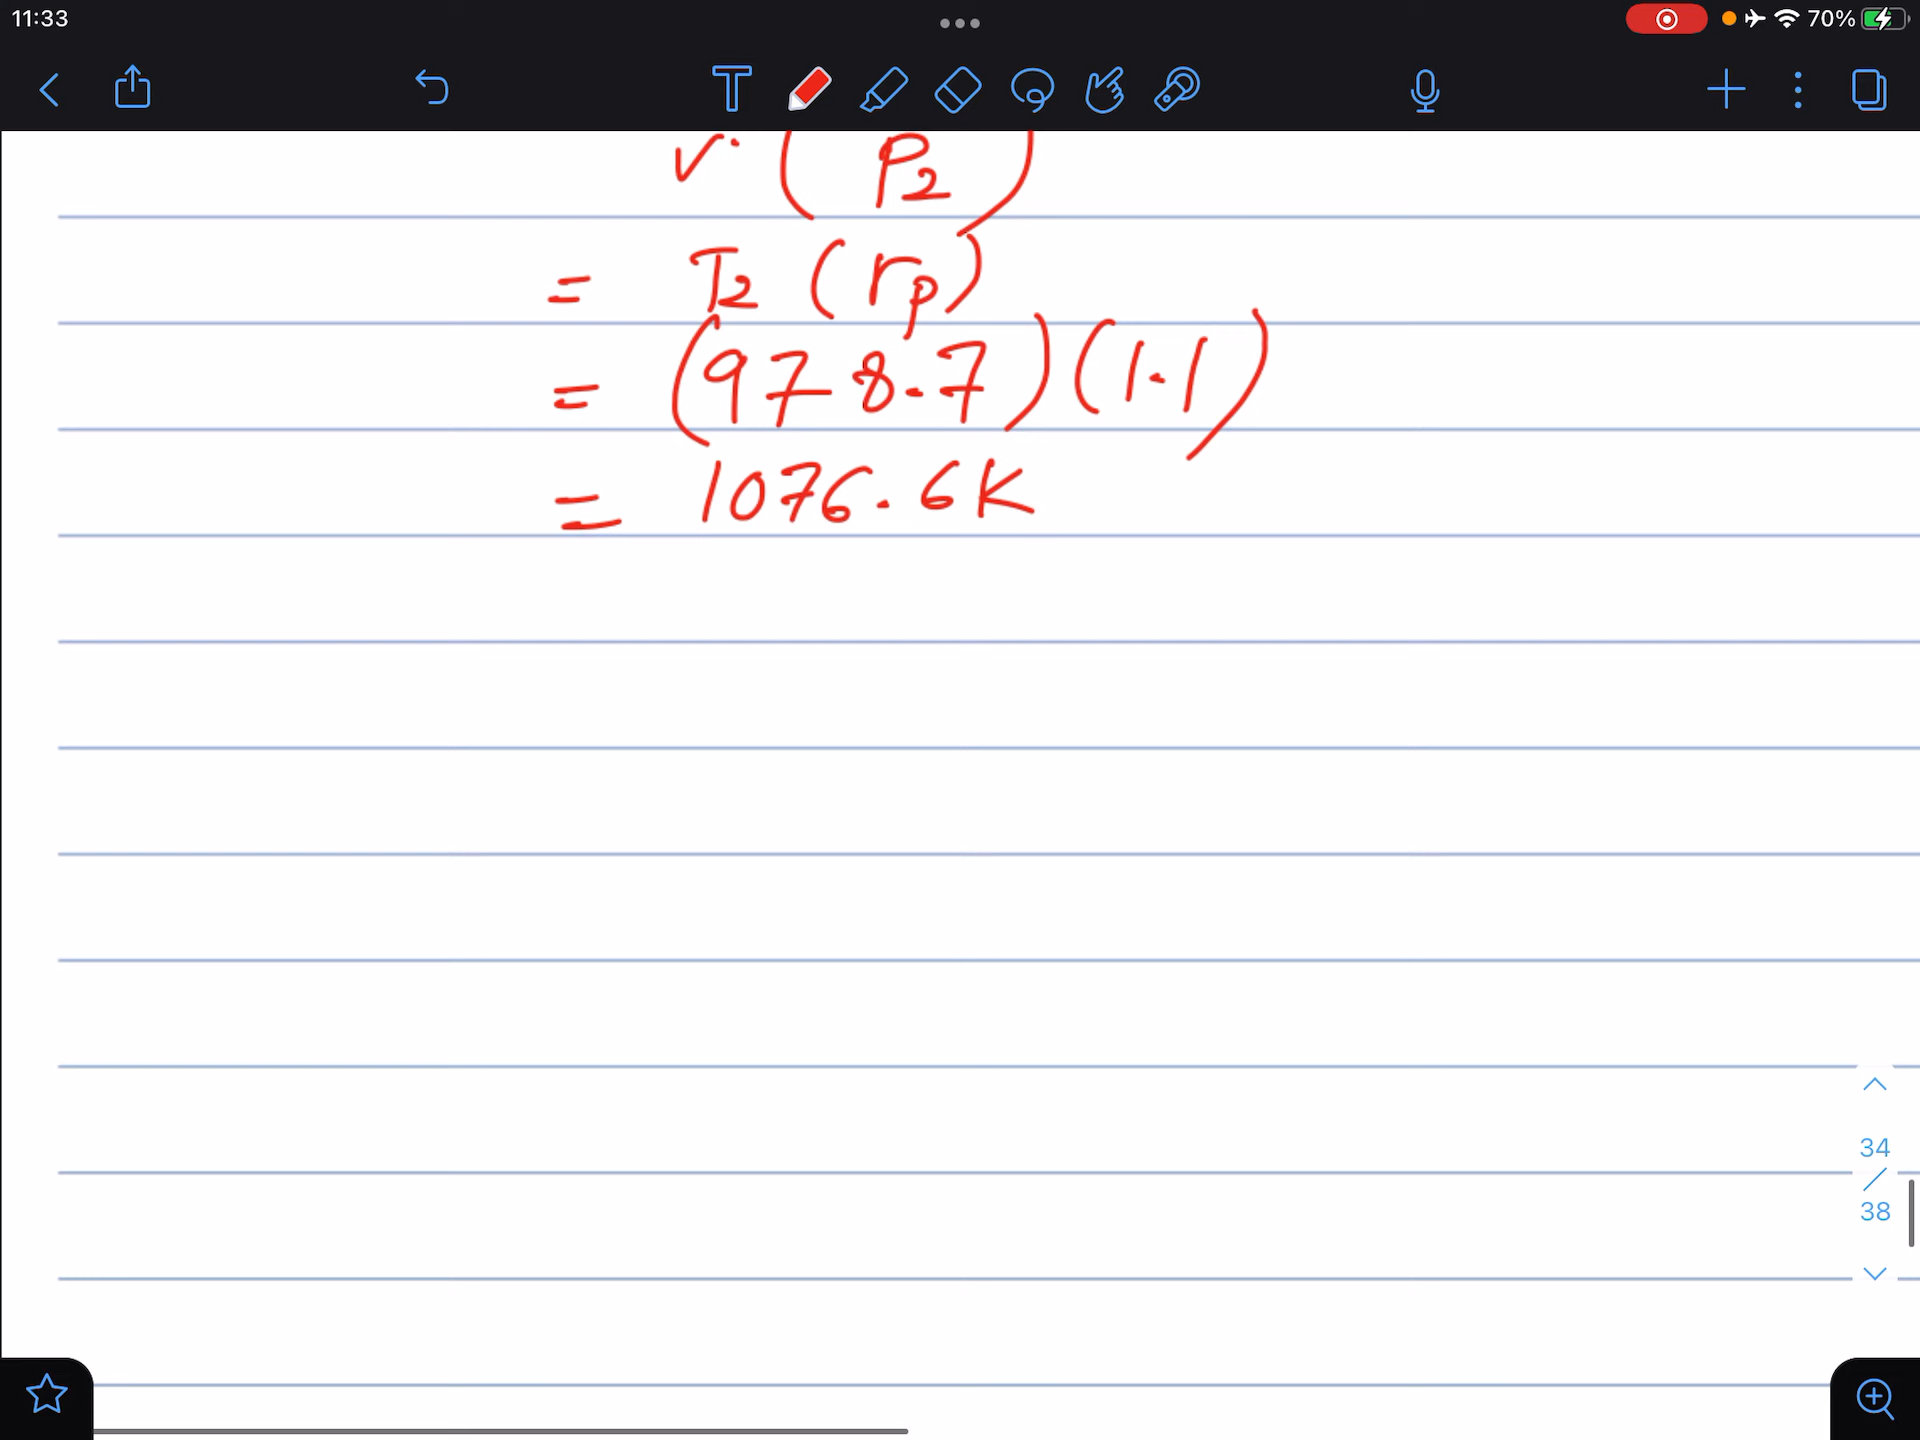 11:33
70%
( P₂ )
= T₂ (rp)
= (978.7)(1.1)
= 1076.6K
34
/
38